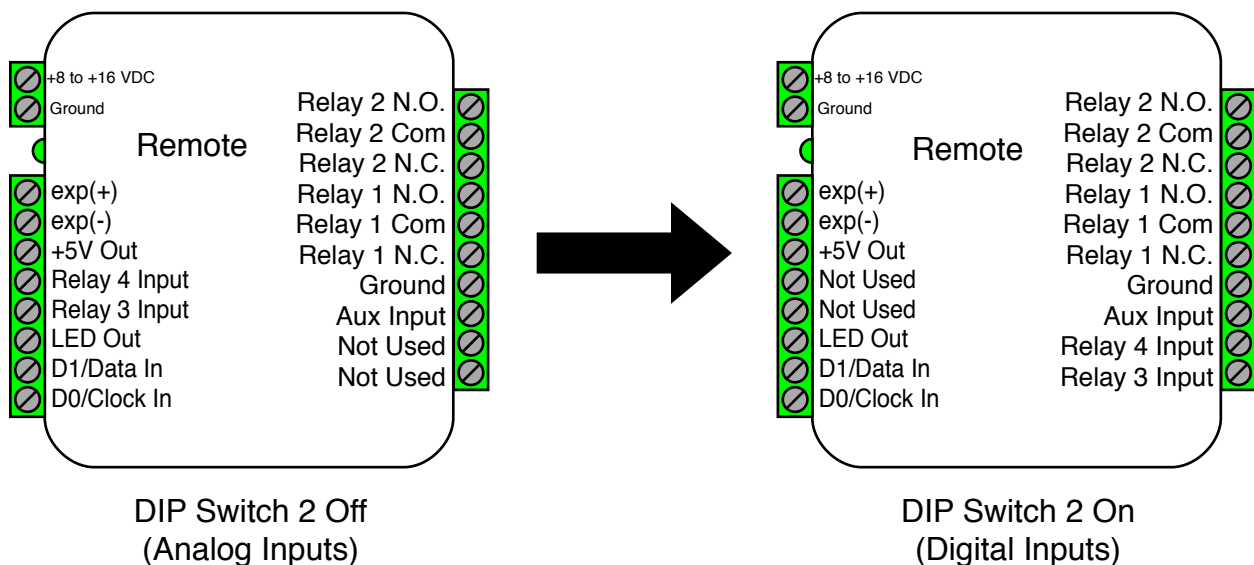 +8 to +16 VDC
Ground
Remote
exp(+)
exp(-)
+5V Out
Relay 4 Input
Relay 3 Input
LED Out
D1/Data In
D0/Clock In
Relay 2 N.O.
Relay 2 Com
Relay 2 N.C.
Relay 1 N.O.
Relay 1 Com
Relay 1 N.C.
Ground
Aux Input
Not Used
Not Used
DIP Switch 2 Off
(Analog Inputs)
+8 to +16 VDC
Ground
Remote
exp(+)
exp(-)
+5V Out
Not Used
Not Used
LED Out
D1/Data In
D0/Clock In
Relay 2 N.O.
Relay 2 Com
Relay 2 N.C.
Relay 1 N.O.
Relay 1 Com
Relay 1 N.C.
Ground
Aux Input
Relay 4 Input
Relay 3 Input
DIP Switch 2 On
(Digital Inputs)